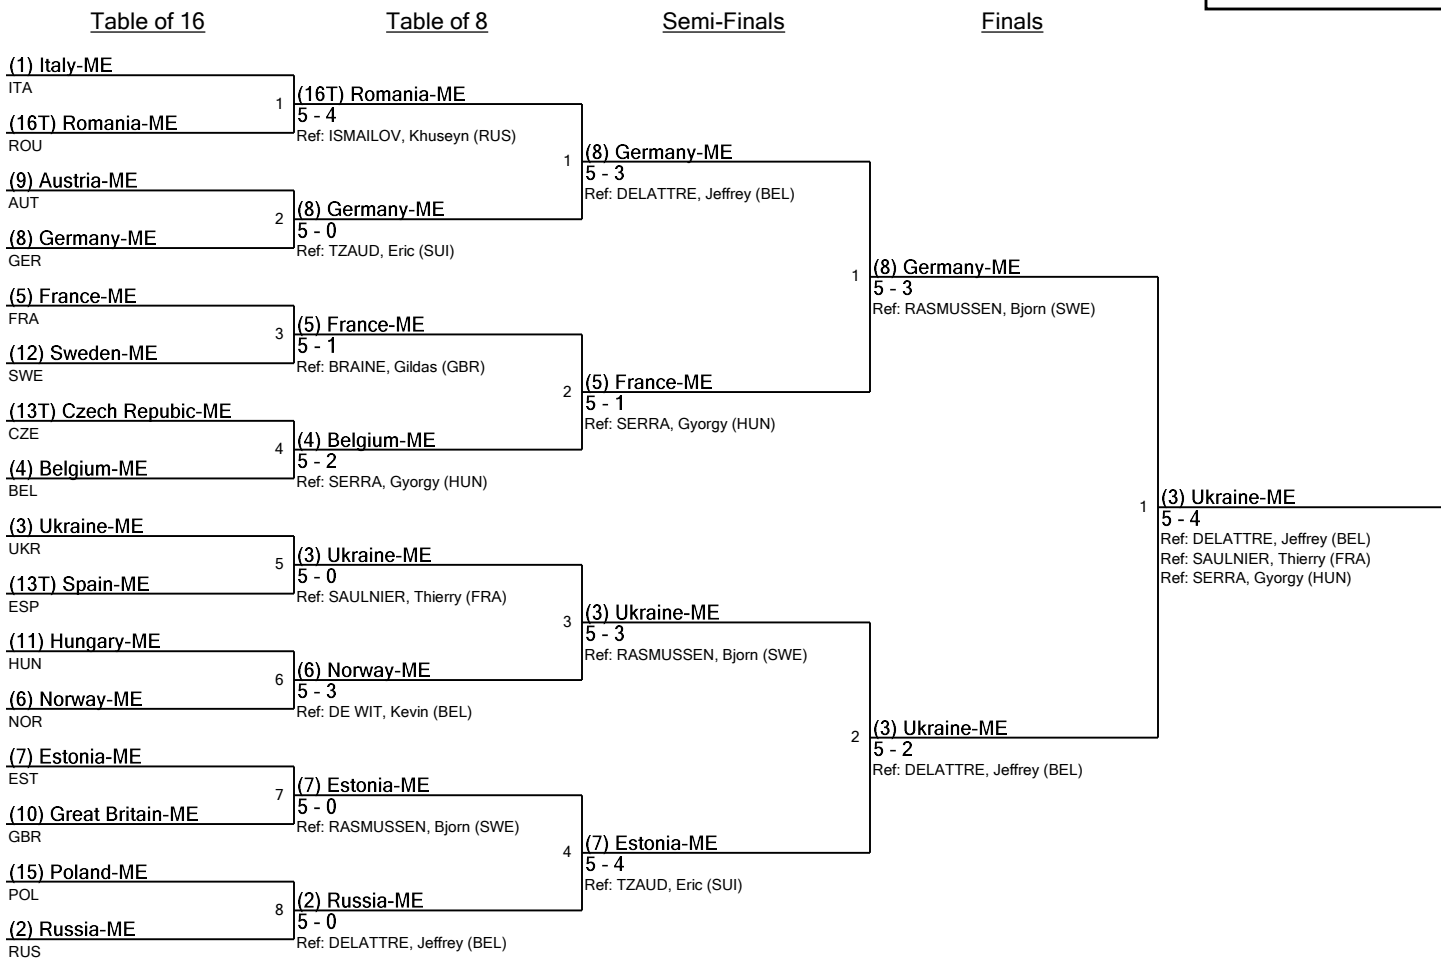 Table of 16
Table of 8
Semi-Finals
Finals
(1) Italy-ME
ITA
(16T) Romania-ME
ROU
(9) Austria-ME
AUT
(8) Germany-ME
GER
(5) France-ME
FRA
(12) Sweden-ME
SWE
(13T) Czech Repubic-ME
CZE
(4) Belgium-ME
BEL
(3) Ukraine-ME
UKR
(13T) Spain-ME
ESP
(11) Hungary-ME
HUN
(6) Norway-ME
NOR
(7) Estonia-ME
EST
(10) Great Britain-ME
GBR
(15) Poland-ME
POL
(2) Russia-ME
RUS
1
(16T) Romania-ME
5 - 4
Ref: ISMAILOV, Khuseyn (RUS)
2
(8) Germany-ME
5 - 0
Ref: TZAUD, Eric (SUI)
3
(5) France-ME
5 - 1
Ref: BRAINE, Gildas (GBR)
4
(4) Belgium-ME
5 - 2
Ref: SERRA, Gyorgy (HUN)
5
(3) Ukraine-ME
5 - 0
Ref: SAULNIER, Thierry (FRA)
6
(6) Norway-ME
5 - 3
Ref: DE WIT, Kevin (BEL)
7
(7) Estonia-ME
5 - 0
Ref: RASMUSSEN, Bjorn (SWE)
8
(2) Russia-ME
5 - 0
Ref: DELATTRE, Jeffrey (BEL)
1
(8) Germany-ME
5 - 3
Ref: DELATTRE, Jeffrey (BEL)
2
(5) France-ME
5 - 1
Ref: SERRA, Gyorgy (HUN)
3
(3) Ukraine-ME
5 - 3
Ref: RASMUSSEN, Bjorn (SWE)
4
(7) Estonia-ME
5 - 4
Ref: TZAUD, Eric (SUI)
1
(8) Germany-ME
5 - 3
Ref: RASMUSSEN, Bjorn (SWE)
2
(3) Ukraine-ME
5 - 2
Ref: DELATTRE, Jeffrey (BEL)
1
(3) Ukraine-ME
5 - 4
Ref: DELATTRE, Jeffrey (BEL)
Ref: SAULNIER, Thierry (FRA)
Ref: SERRA, Gyorgy (HUN)